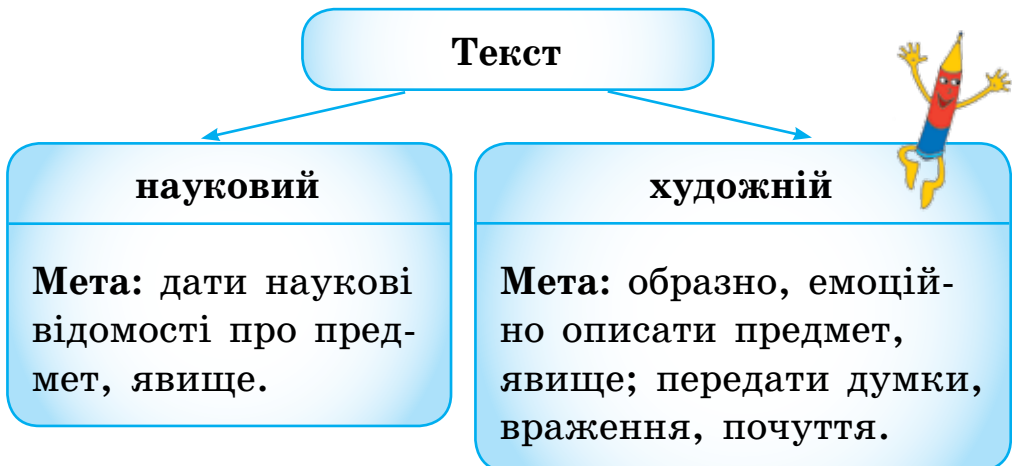 Текст
науковий
Мета: дати наукові
відомості про пред-
мет, явище.
художній
Мета: образно, емоцій-
но описати предмет,
явище; передати думки,
враження, почуття.